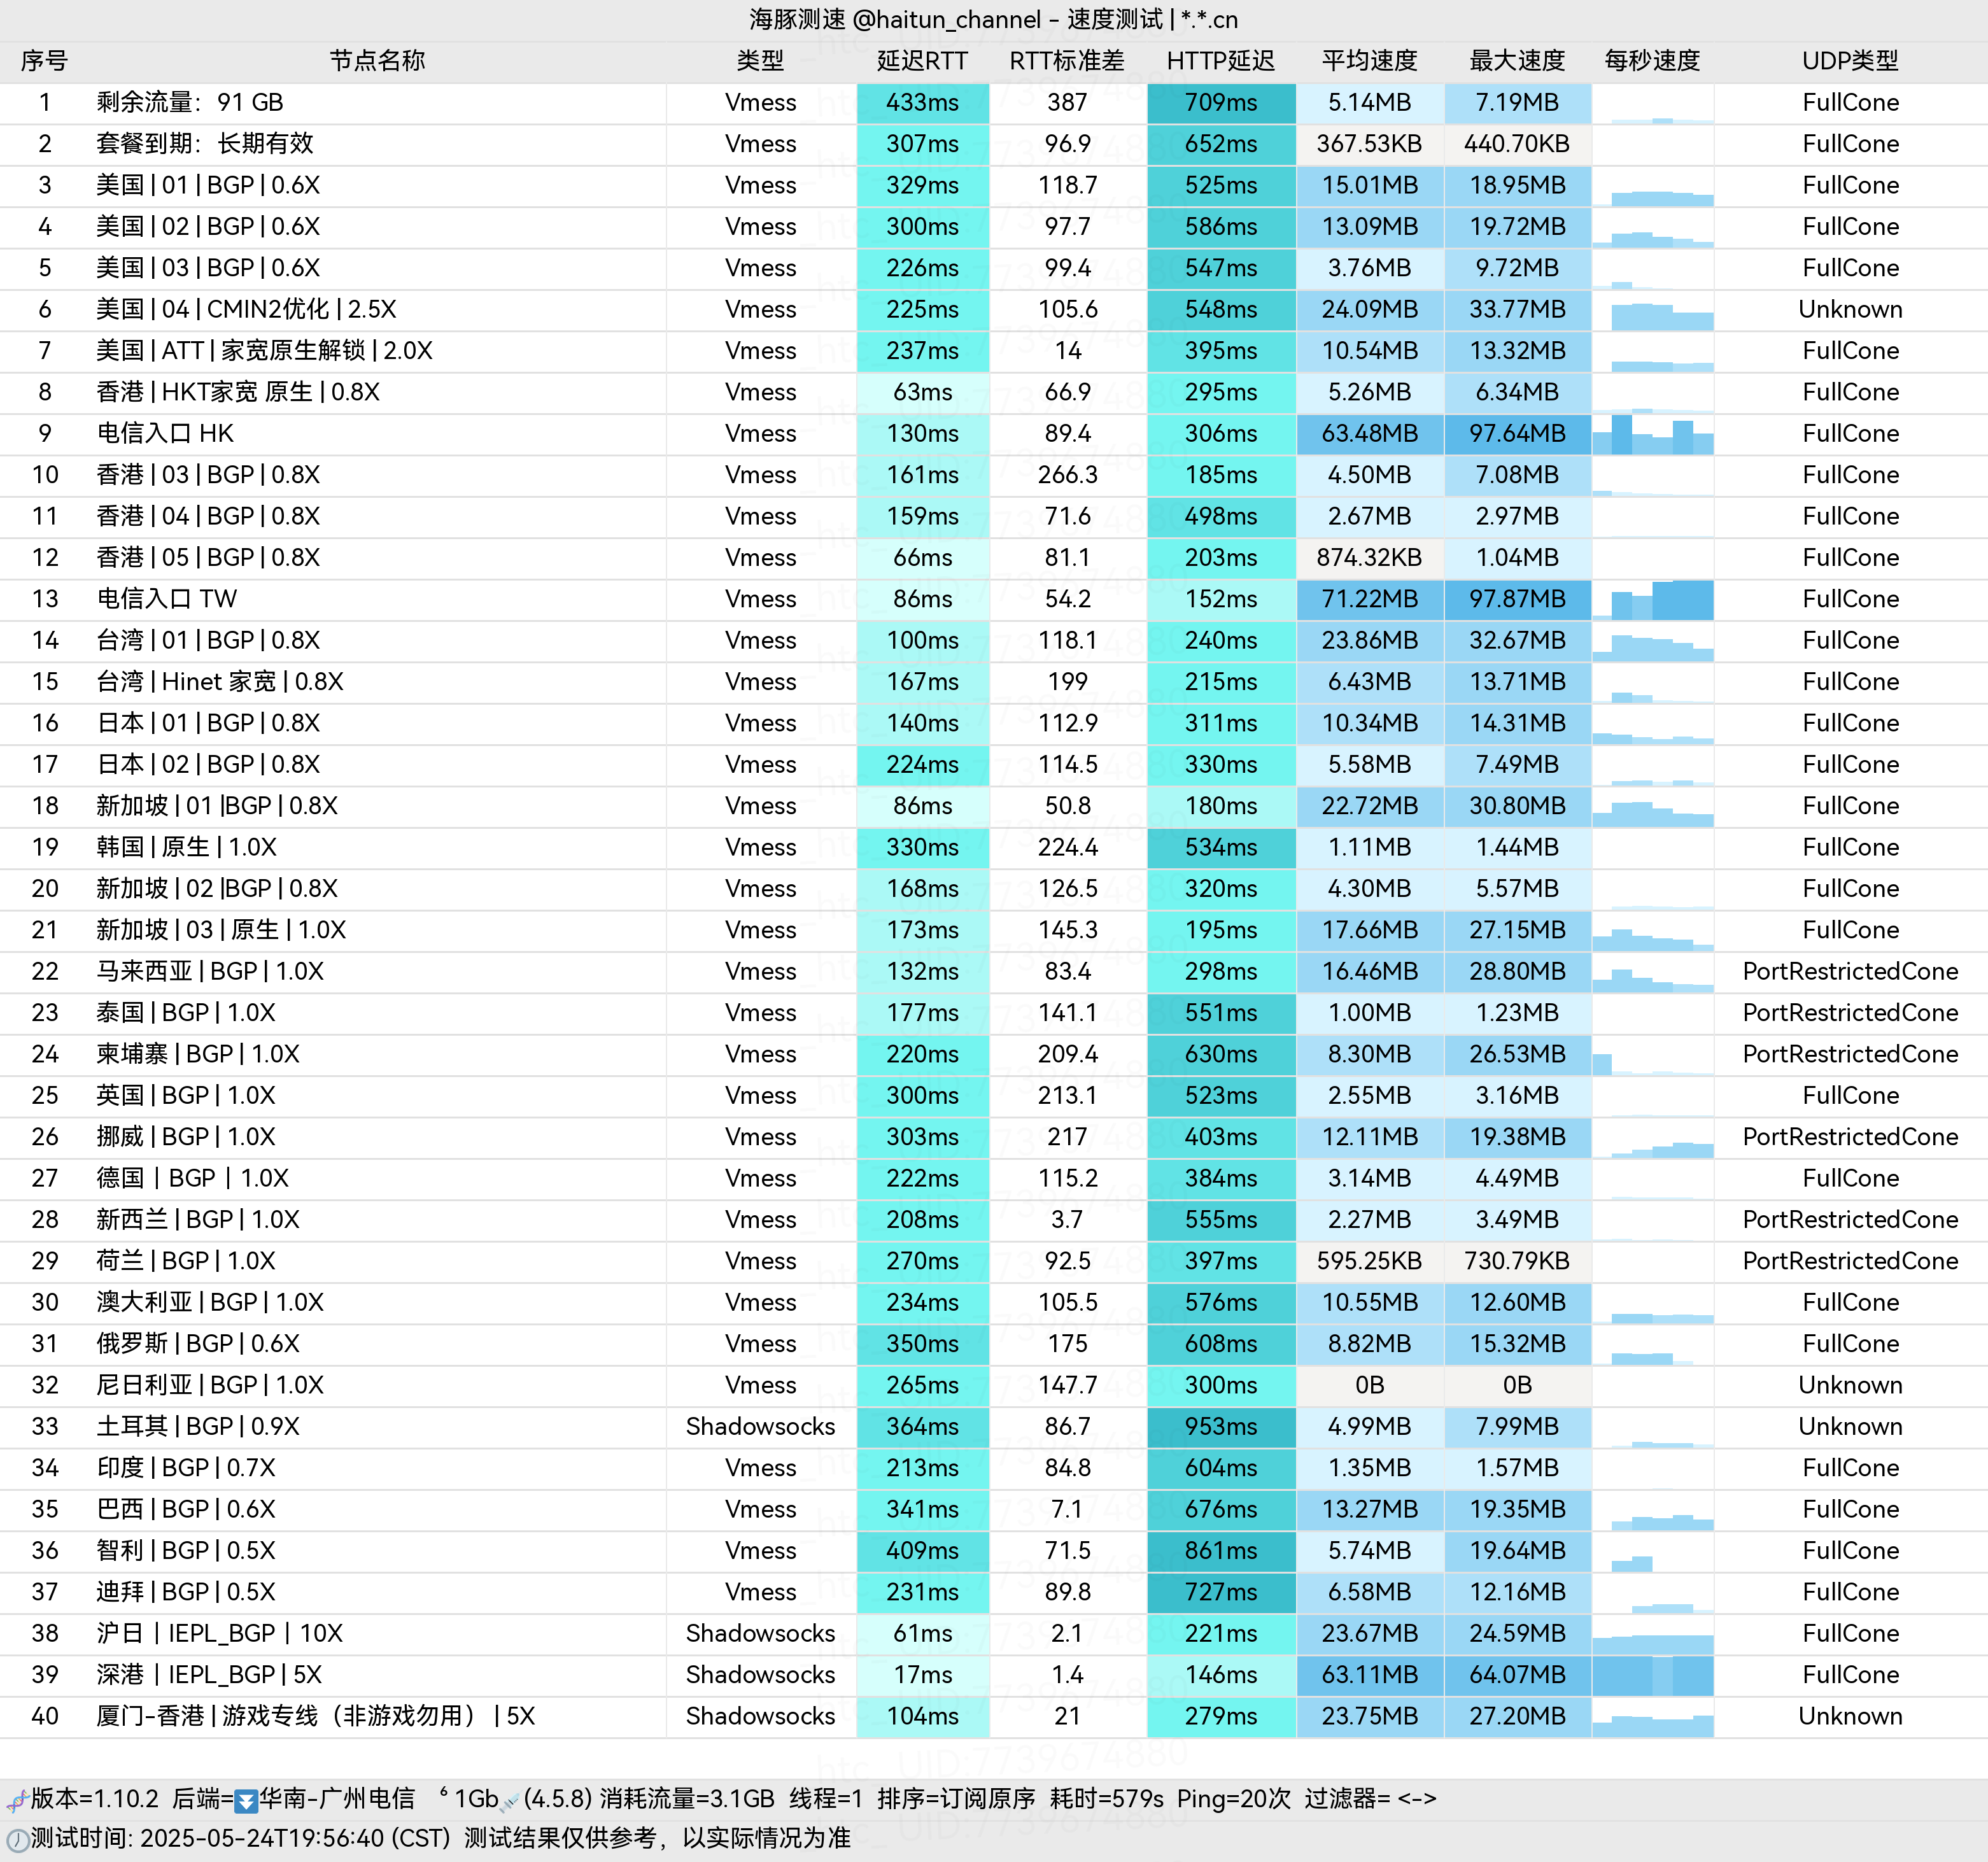 海豚测速 @haitun_channel - 速度测试 | *.*.cn
序号 节点名称 类型 延迟RTT RTT标准差 HTTP延迟 平均速度 最大速度 每秒速度 UDP类型
1 剩余流量：91 GB Vmess 433ms 387 709ms 5.14MB 7.19MB FullCone
2 套餐到期：长期有效 Vmess 307ms 96.9 652ms 367.53KB 440.70KB FullCone
3 美国 | 01 | BGP | 0.6X Vmess 329ms 118.7 525ms 15.01MB 18.95MB FullCone
4 美国 | 02 | BGP | 0.6X Vmess 300ms 97.7 586ms 13.09MB 19.72MB FullCone
5 美国 | 03 | BGP | 0.6X Vmess 226ms 99.4 547ms 3.76MB 9.72MB FullCone
6 美国 | 04 | CMIN2优化 | 2.5X Vmess 225ms 105.6 548ms 24.09MB 33.77MB Unknown
7 美国 | ATT | 家宽原生解锁 | 2.0X Vmess 237ms 14 395ms 10.54MB 13.32MB FullCone
8 香港 | HKT家宽 原生 | 0.8X Vmess 63ms 66.9 295ms 5.26MB 6.34MB FullCone
9 电信入口 HK Vmess 130ms 89.4 306ms 63.48MB 97.64MB FullCone
10 香港 | 03 | BGP | 0.8X Vmess 161ms 266.3 185ms 4.50MB 7.08MB FullCone
11 香港 | 04 | BGP | 0.8X Vmess 159ms 71.6 498ms 2.67MB 2.97MB FullCone
12 香港 | 05 | BGP | 0.8X Vmess 66ms 81.1 203ms 874.32KB 1.04MB FullCone
13 电信入口 TW Vmess 86ms 54.2 152ms 71.22MB 97.87MB FullCone
14 台湾 | 01 | BGP | 0.8X Vmess 100ms 118.1 240ms 23.86MB 32.67MB FullCone
15 台湾 | Hinet 家宽 | 0.8X Vmess 167ms 199 215ms 6.43MB 13.71MB FullCone
16 日本 | 01 | BGP | 0.8X Vmess 140ms 112.9 311ms 10.34MB 14.31MB FullCone
17 日本 | 02 | BGP | 0.8X Vmess 224ms 114.5 330ms 5.58MB 7.49MB FullCone
18 新加坡 | 01 |BGP | 0.8X Vmess 86ms 50.8 180ms 22.72MB 30.80MB FullCone
19 韩国 | 原生 | 1.0X Vmess 330ms 224.4 534ms 1.11MB 1.44MB FullCone
20 新加坡 | 02 |BGP | 0.8X Vmess 168ms 126.5 320ms 4.30MB 5.57MB FullCone
21 新加坡 | 03 | 原生 | 1.0X Vmess 173ms 145.3 195ms 17.66MB 27.15MB FullCone
22 马来西亚 | BGP | 1.0X Vmess 132ms 83.4 298ms 16.46MB 28.80MB PortRestrictedCone
23 泰国 | BGP | 1.0X Vmess 177ms 141.1 551ms 1.00MB 1.23MB PortRestrictedCone
24 柬埔寨 | BGP | 1.0X Vmess 220ms 209.4 630ms 8.30MB 26.53MB PortRestrictedCone
25 英国 | BGP | 1.0X Vmess 300ms 213.1 523ms 2.55MB 3.16MB FullCone
26 挪威 | BGP | 1.0X Vmess 303ms 217 403ms 12.11MB 19.38MB PortRestrictedCone
27 德国 | BGP | 1.0X Vmess 222ms 115.2 384ms 3.14MB 4.49MB FullCone
28 新西兰 | BGP | 1.0X Vmess 208ms 3.7 555ms 2.27MB 3.49MB PortRestrictedCone
29 荷兰 | BGP | 1.0X Vmess 270ms 92.5 397ms 595.25KB 730.79KB PortRestrictedCone
30 澳大利亚 | BGP | 1.0X Vmess 234ms 105.5 576ms 10.55MB 12.60MB FullCone
31 俄罗斯 | BGP | 0.6X Vmess 350ms 175 608ms 8.82MB 15.32MB FullCone
32 尼日利亚 | BGP | 1.0X Vmess 265ms 147.7 300ms 0B 0B Unknown
33 土耳其 | BGP | 0.9X Shadowsocks 364ms 86.7 953ms 4.99MB 7.99MB Unknown
34 印度 | BGP | 0.7X Vmess 213ms 84.8 604ms 1.35MB 1.57MB FullCone
35 巴西 | BGP | 0.6X Vmess 341ms 7.1 676ms 13.27MB 19.35MB FullCone
36 智利 | BGP | 0.5X Vmess 409ms 71.5 861ms 5.74MB 19.64MB FullCone
37 迪拜 | BGP | 0.5X Vmess 231ms 89.8 727ms 6.58MB 12.16MB FullCone
38 沪日 | IEPL_BGP | 10X Shadowsocks 61ms 2.1 221ms 23.67MB 24.59MB FullCone
39 深港 | IEPL_BGP | 5X Shadowsocks 17ms 1.4 146ms 63.11MB 64.07MB FullCone
40 厦门-香港 | 游戏专线（非游戏勿用） | 5X Shadowsocks 104ms 21 279ms 23.75MB 27.20MB Unknown
版本=1.10.2 后端=华南-广州电信 ⁶ 1Gb (4.5.8) 消耗流量=3.1GB 线程=1 排序=订阅原序 耗时=579s Ping=20次 过滤器= <->
测试时间: 2025-05-24T19:56:40 (CST) 测试结果仅供参考，以实际情况为准